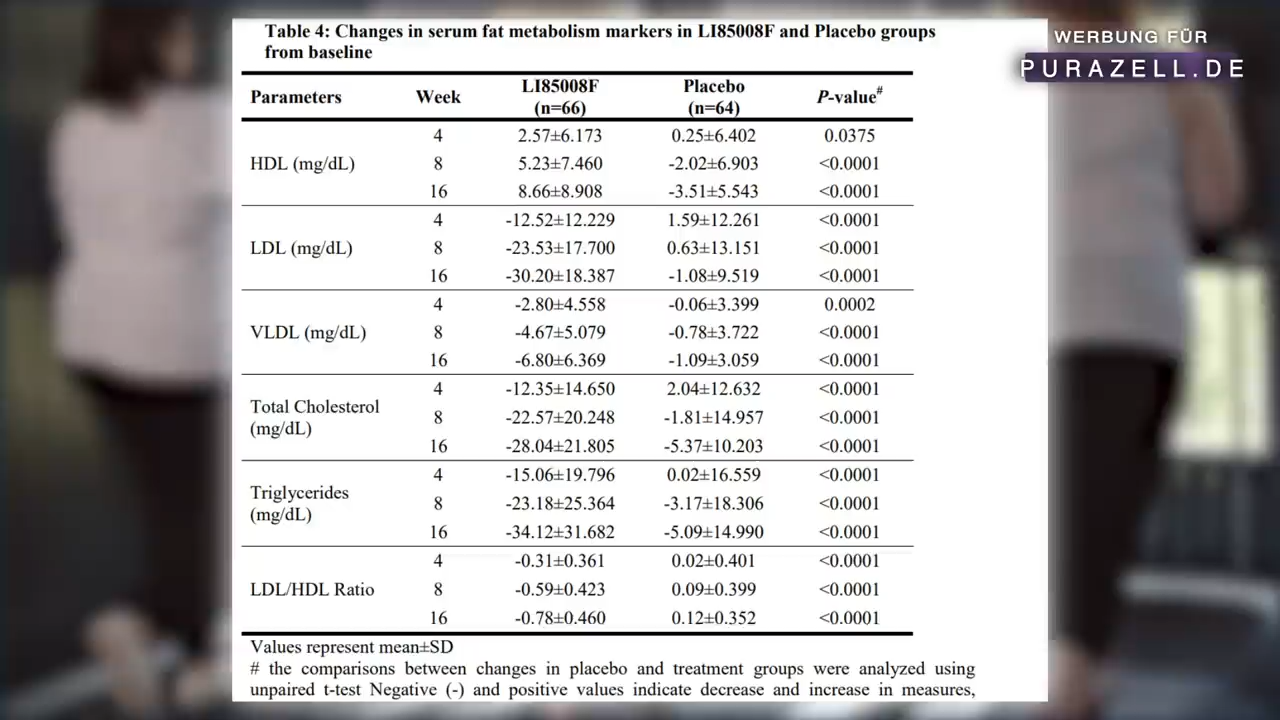 Table 4: Changes in serum fat metabolism markers in LI85008F and Placebo groups
from baseline
WERBUNG FÜR
PURAZELL.DE
Parameters Week LI85008F (n=66) Placebo (n=64) P-value#
HDL (mg/dL)
4 2.57±6.173 0.25±6.402 0.0375
8 5.23±7.460 -2.02±6.903 <0.0001
16 8.66±8.908 -3.51±5.543 <0.0001
LDL (mg/dL)
4 -12.52±12.229 1.59±12.261 <0.0001
8 -23.53±17.700 0.63±13.151 <0.0001
16 -30.20±18.387 -1.08±9.519 <0.0001
VLDL (mg/dL)
4 -2.80±4.558 -0.06±3.399 0.0002
8 -4.67±5.079 -0.78±3.722 <0.0001
16 -6.80±6.369 -1.09±3.059 <0.0001
Total Cholesterol
(mg/dL)
4 -12.35±14.650 2.04±12.632 <0.0001
8 -22.57±20.248 -1.81±14.957 <0.0001
16 -28.04±21.805 -5.37±10.203 <0.0001
Triglycerides
(mg/dL)
4 -15.06±19.796 0.02±16.559 <0.0001
8 -23.18±25.364 -3.17±18.306 <0.0001
16 -34.12±31.682 -5.09±14.990 <0.0001
LDL/HDL Ratio
4 -0.31±0.361 0.02±0.401 <0.0001
8 -0.59±0.423 0.09±0.399 <0.0001
16 -0.78±0.460 0.12±0.352 <0.0001
Values represent mean±SD
# the comparisons between changes in placebo and treatment groups were analyzed using
unpaired t-test Negative (-) and positive values indicate decrease and increase in measures,